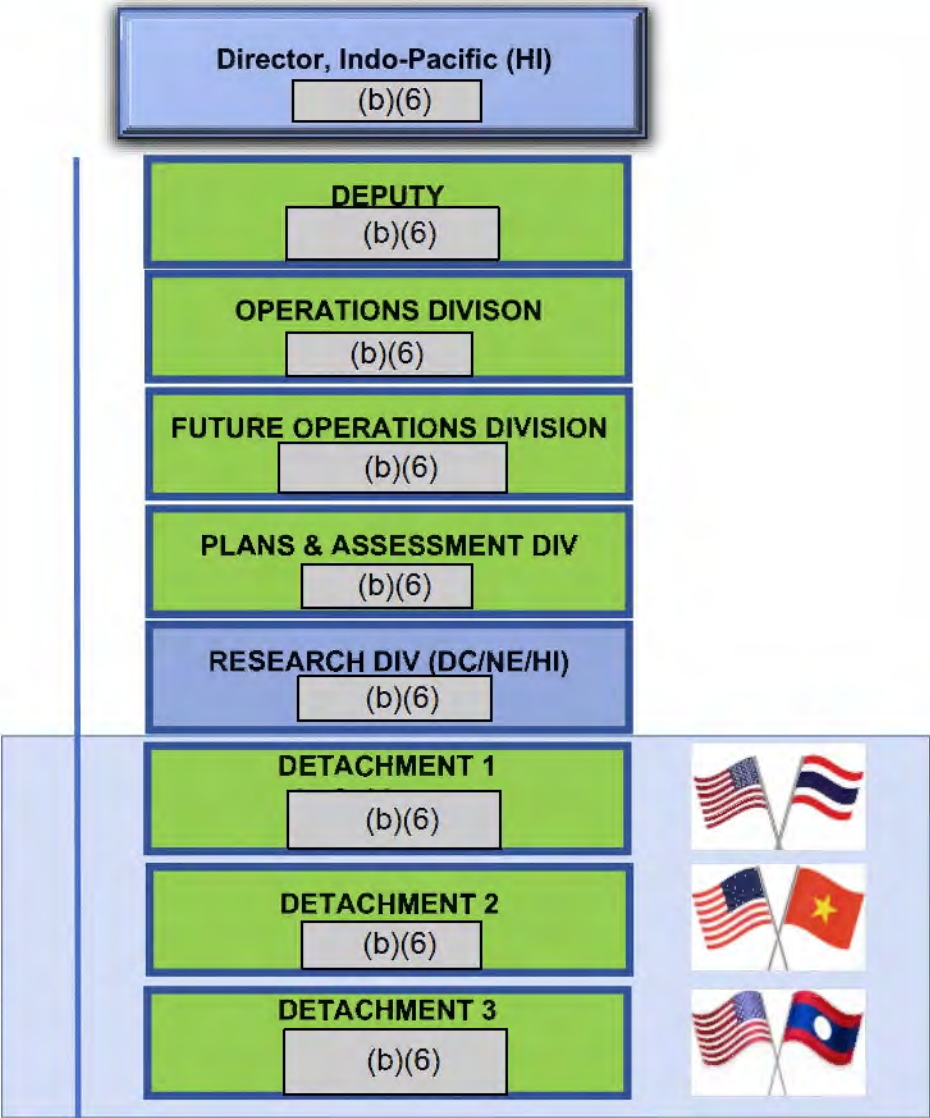 Director, Indo-Pacific (HI)
(b)(6)
DEPUTY
(b)(6)
OPERATIONS DIVISON
(b)(6)
FUTURE OPERATIONS DIVISION
(b)(6)
PLANS & ASSESSMENT DIV
(b)(6)
RESEARCH DIV (DC/NE/HI)
(b)(6)
DETACHMENT 1
(b)(6)
DETACHMENT 2
(b)(6)
DETACHMENT 3
(b)(6)